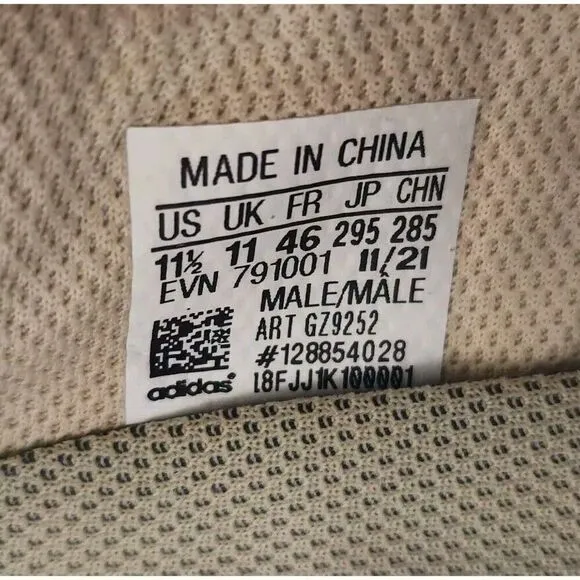 MADE IN CHINA
US UK FR JP CHN
11½ 11 46 295 285
EVN 791001 11/21
MALE/MÂLE
ART GZ9252
#128854028
adidas® 18FJJ1K100001